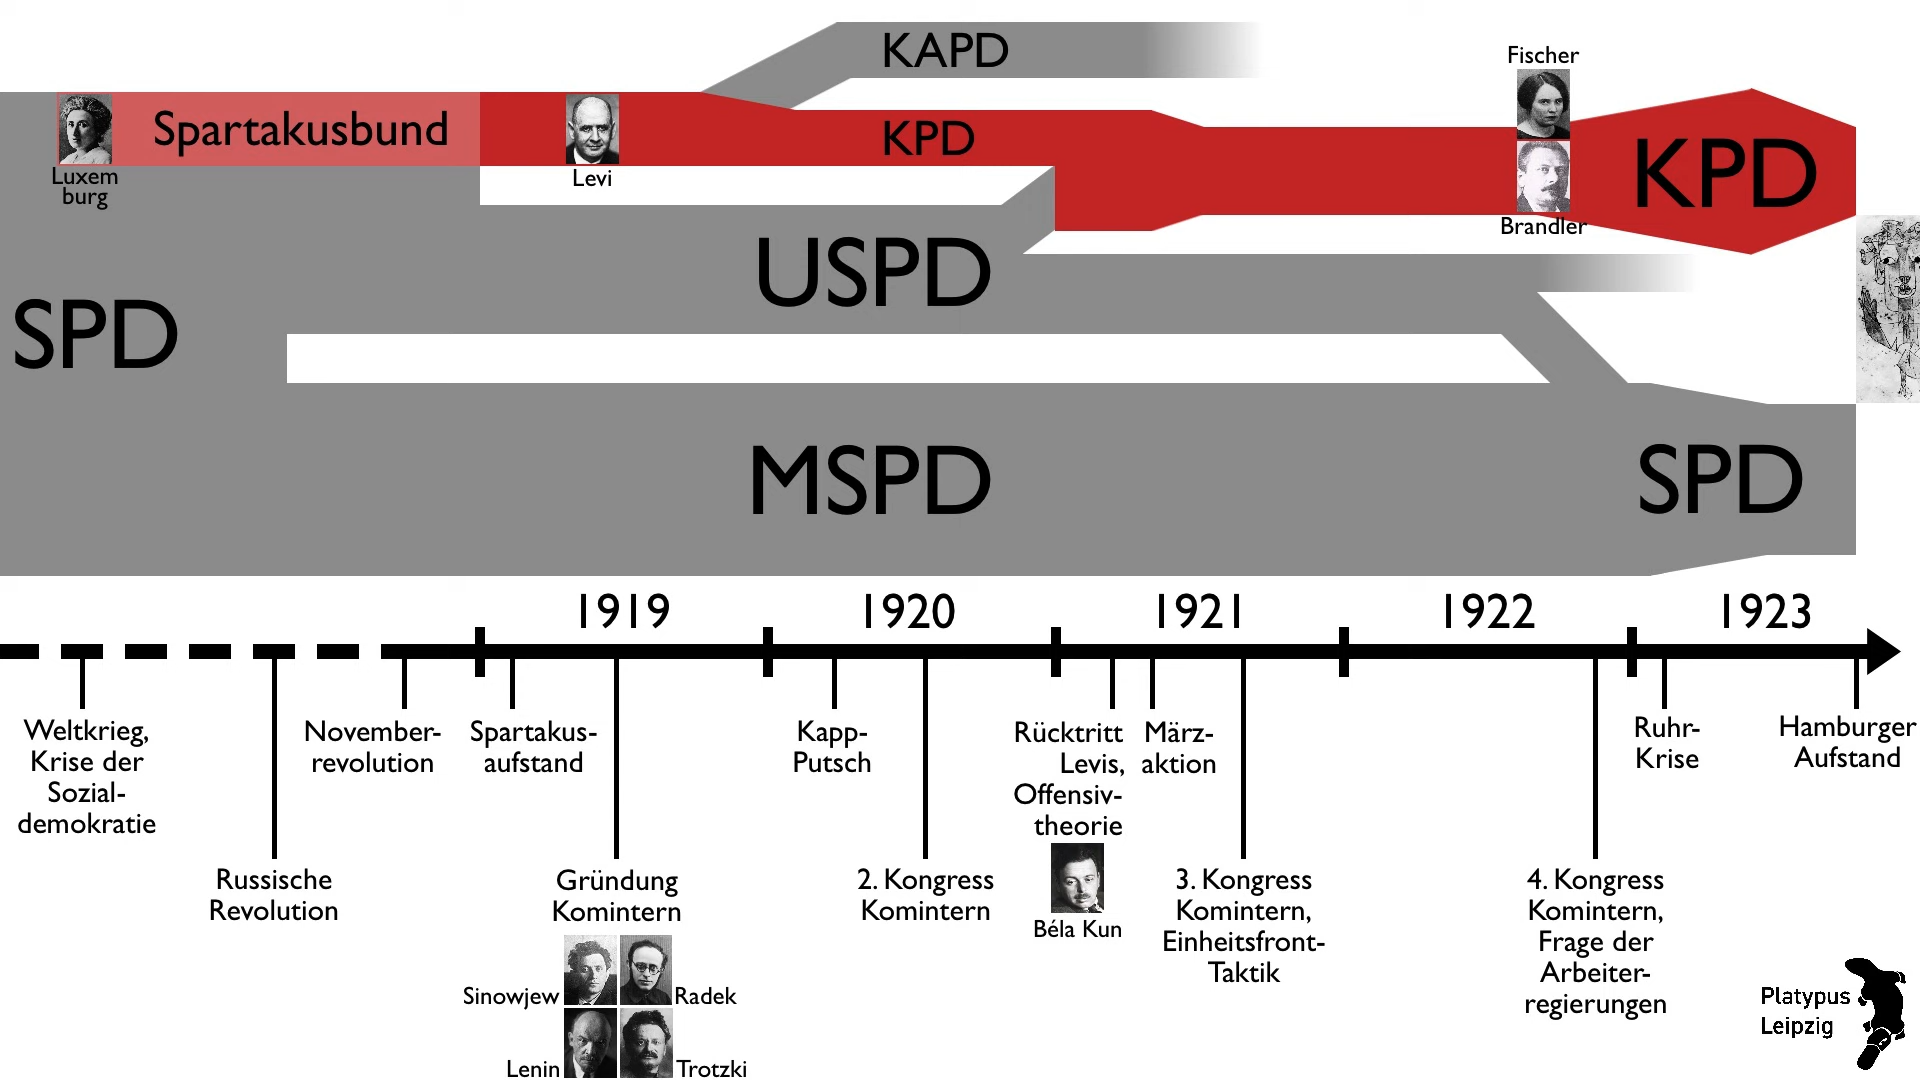 KAPD
Fischer
Spartakusbund
KPD
KPD
Luxem
burg
Levi
Brandler
USPD
SPD
MSPD
SPD
1919
1920
1921
1922
1923
Weltkrieg,
Krise der
Sozial-
demokratie
Russische
Revolution
November-
revolution
Spartakus-
aufstand
Gründung
Komintern
Sinowjew
Radek
Lenin
Trotzki
Kapp-
Putsch
2. Kongress
Komintern
Rücktritt
Levis,
Offensiv-
theorie
Béla Kun
März-
aktion
3. Kongress
Komintern,
Einheitsfront-
Taktik
4. Kongress
Komintern,
Frage der
Arbeiter-
regierungen
Ruhr-
Krise
Hamburger
Aufstand
Platypus
Leipzig